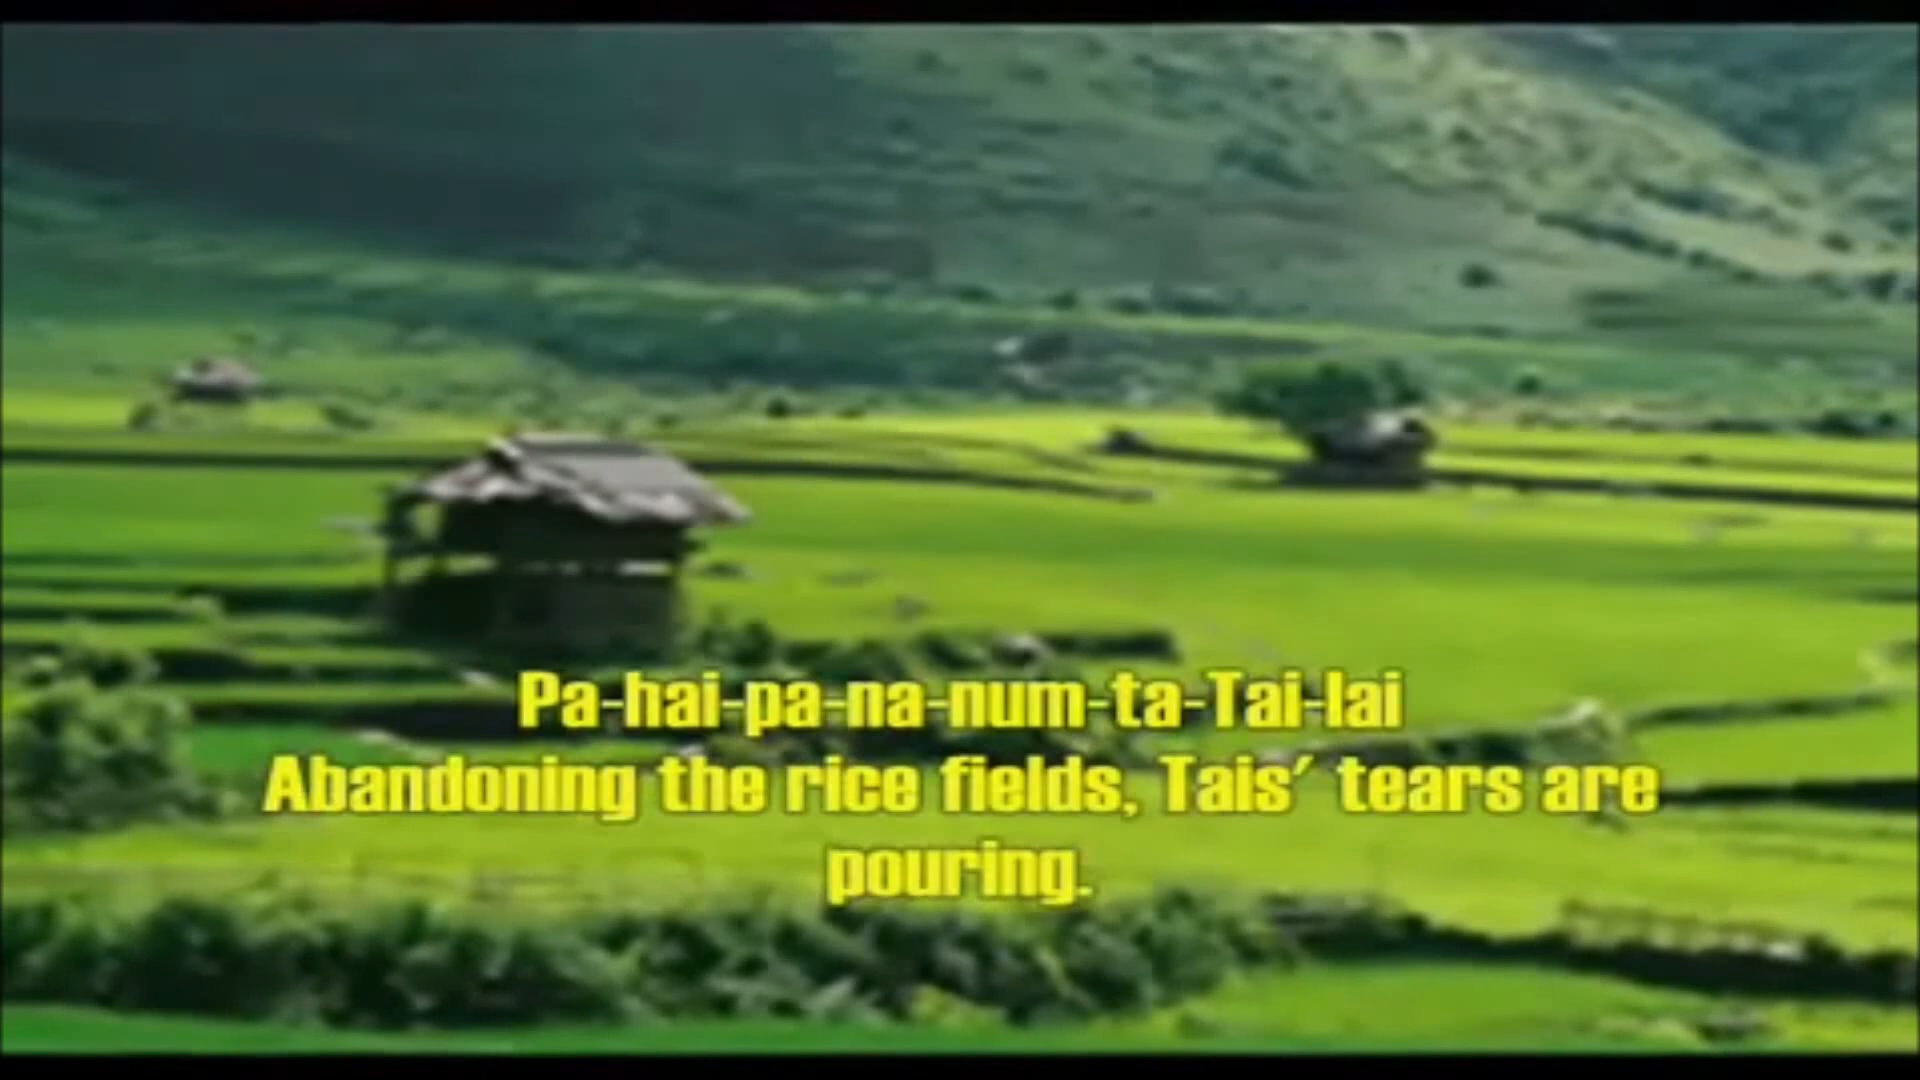 Pa-hai-pa-na-num-ta-Tai-lai
Abandoning the rice fields, Tais' tears are
pouring.